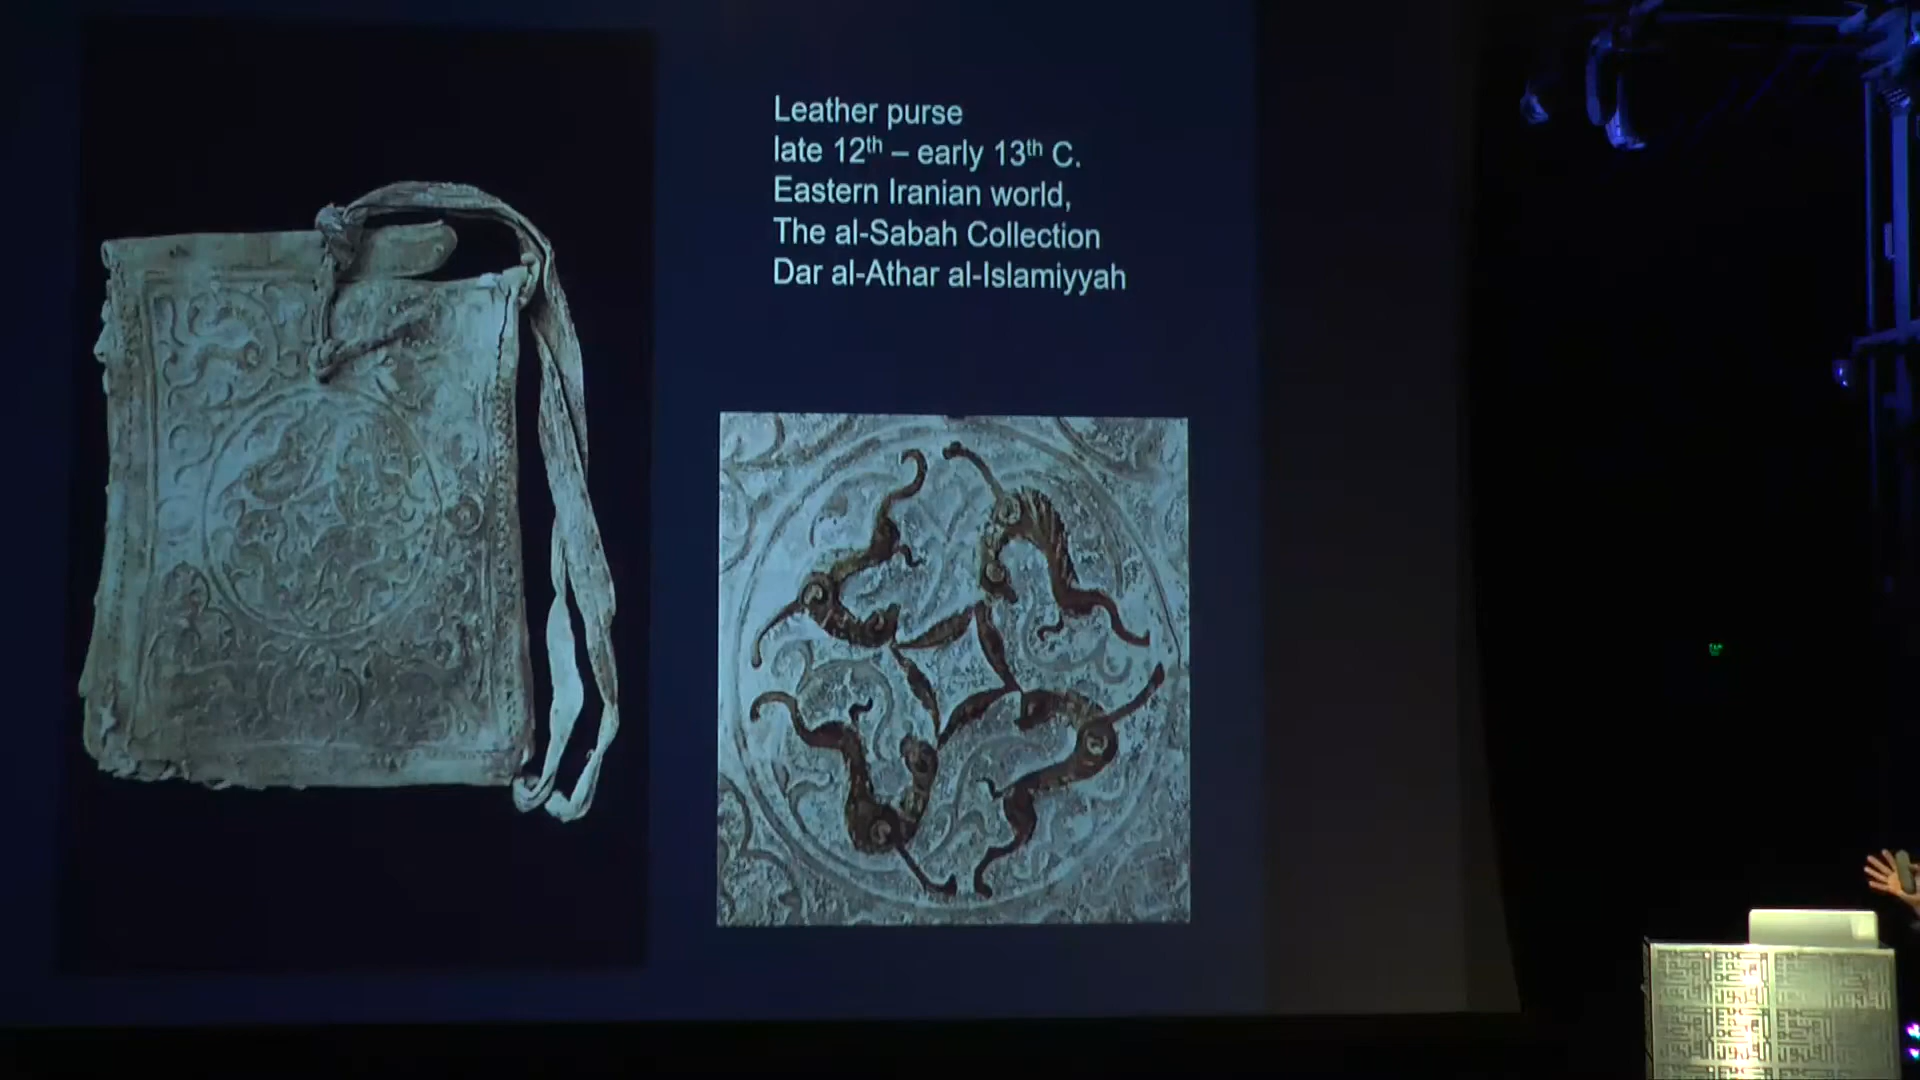 Leather purse
late 12th – early 13th C.
Eastern Iranian world,
The al-Sabah Collection
Dar al-Athar al-Islamiyyah